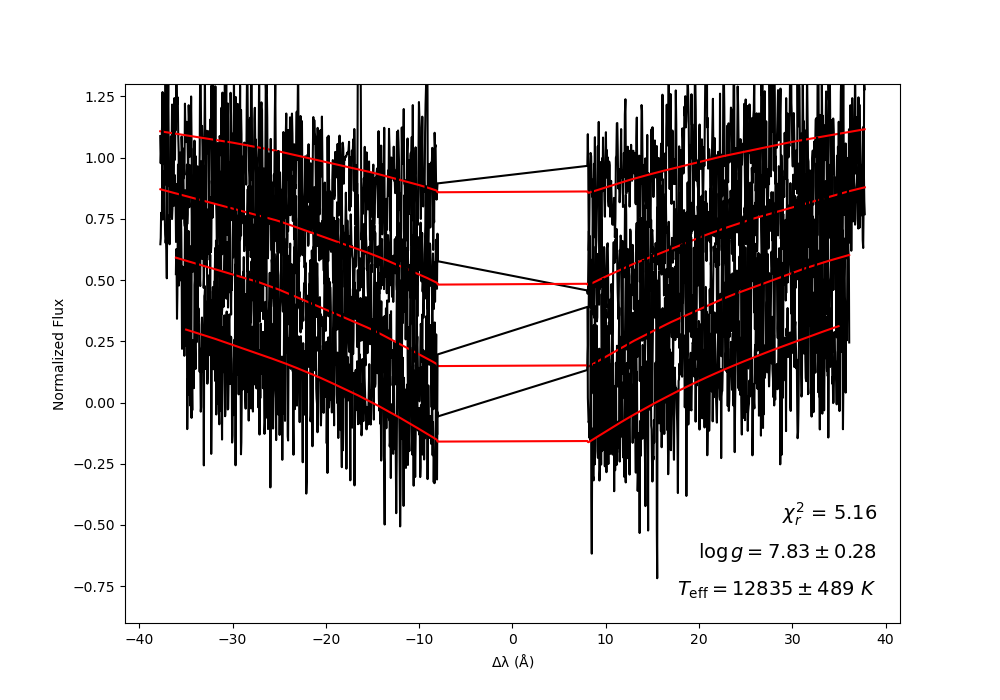 1.25
1.00
0.75
0.50
0.25
0.00
−0.25
−0.50
−0.75
Normalized Flux
χ²ᵣ = 5.16
log g = 7.83 ± 0.28
T_eff = 12835 ± 489 K
−40 −30 −20 −10 0 10 20 30 40
Δλ (Å)